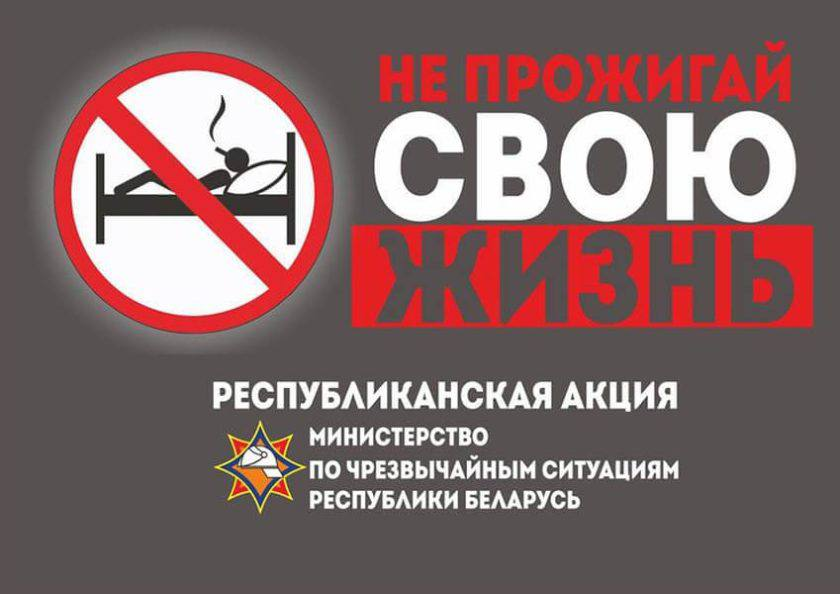 НЕ ПРОЖИГАЙ
СВОЮ
ЖИЗНЬ
РЕСПУБЛИКАНСКАЯ АКЦИЯ
МИНИСТЕРСТВО
ПО ЧРЕЗВЫЧАЙНЫМ СИТУАЦИЯМ
РЕСПУБЛИКИ БЕЛАРУСЬ